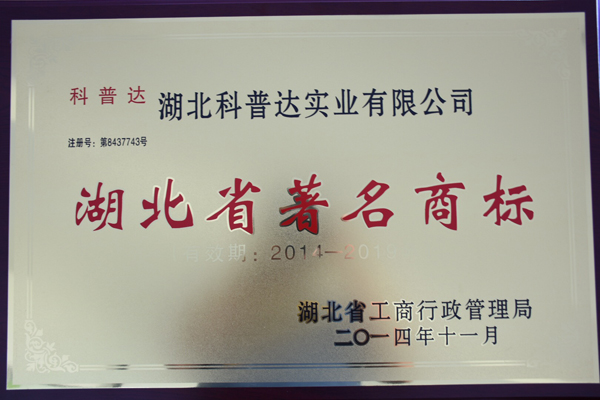 科普达 湖北科普达实业有限公司
注册号：第8437743号
湖北省著名商标
有效期：2014-
湖北省工商行政管理局
二〇一四年十一月